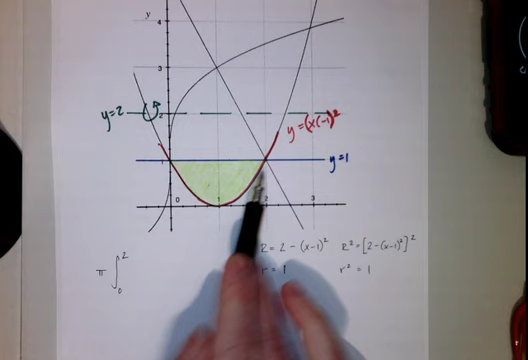 y
4
3
y=2
2
y=(x-1)²
y=1
0
2
3
R = 2 - (x-1)² R² = [2-(x-1)²]²
π ∫₀²
r = 1 r² = 1